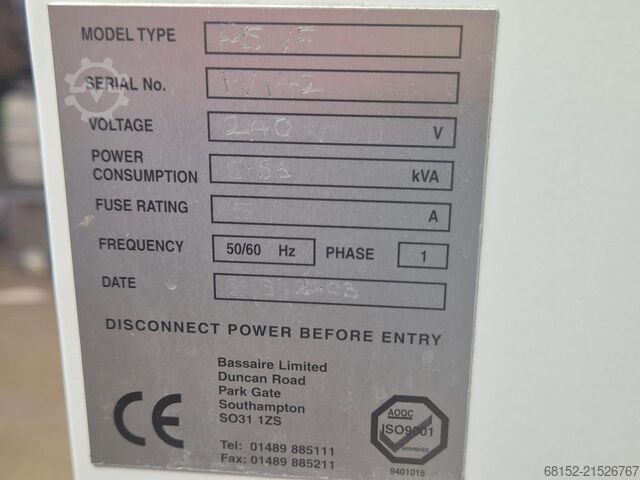 MODEL TYPE
SERIAL No.
VOLTAGE 240 V
POWER
CONSUMPTION kVA
FUSE RATING 5 A
FREQUENCY 50/60 Hz PHASE 1
DATE
DISCONNECT POWER BEFORE ENTRY
Bassaire Limited
Duncan Road
Park Gate
Southampton
SO31 1ZS
Tel: 01489 885111
Fax: 01489 885211
CE
AOQC
ISO9001
APPROVED
9401015
68152-21526767